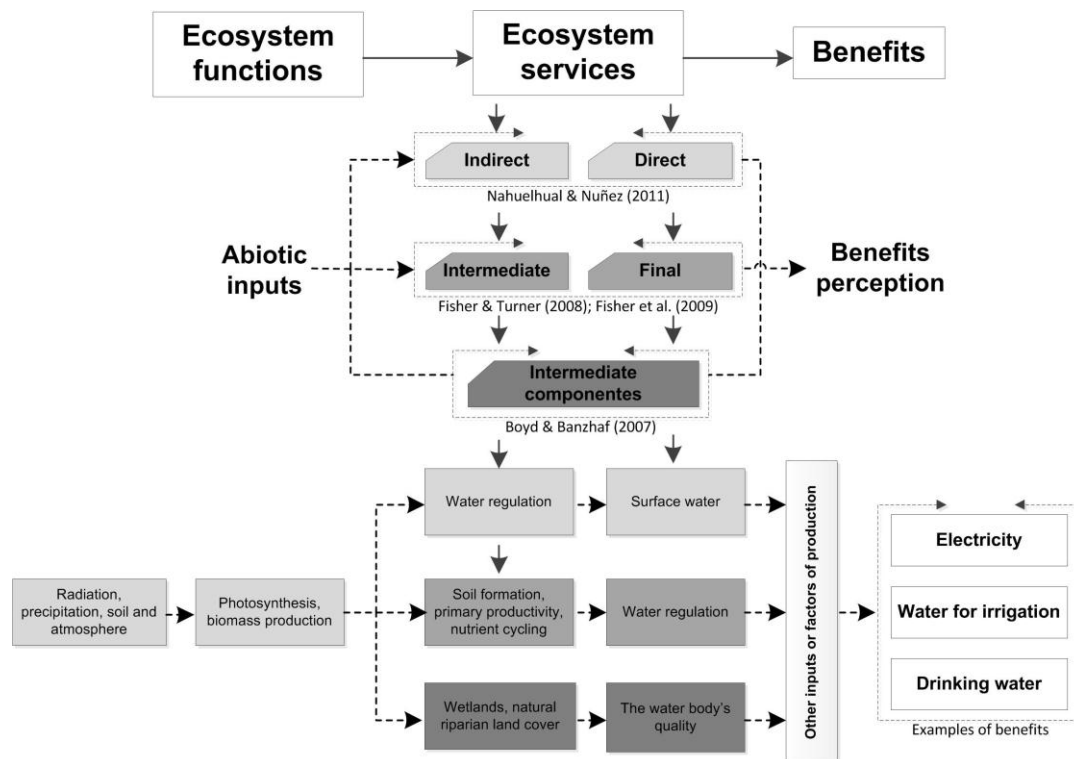 Ecosystem
functions
Ecosystem
services
Benefits
Indirect
Direct
Nahuelhual & Nuñez (2011)
Abiotic
inputs
Intermediate
Final
Benefits
perception
Fisher & Turner (2008); Fisher et al. (2009)
Intermediate
componentes
Boyd & Banzhaf (2007)
Water regulation
Surface water
Other inputs or factors of production
Electricity
Radiation,
precipitation, soil and
atmosphere
Photosynthesis,
biomass production
Soil formation,
primary productivity,
nutrient cycling
Water regulation
Water for irrigation
Wetlands, natural
riparian land cover
The water body's
quality
Drinking water
Examples of benefits